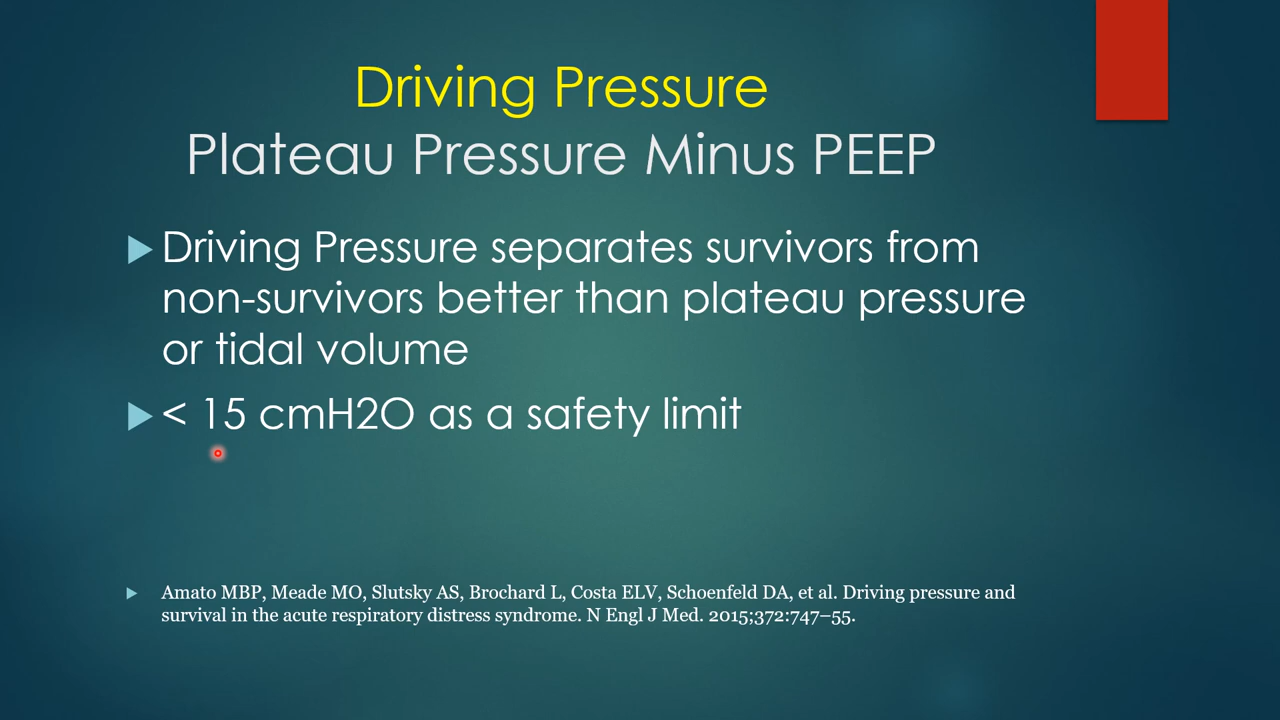 Driving Pressure
Plateau Pressure Minus PEEP
Driving Pressure separates survivors from
non-survivors better than plateau pressure
or tidal volume
< 15 cmH2O as a safety limit
Amato MBP, Meade MO, Slutsky AS, Brochard L, Costa ELV, Schoenfeld DA, et al. Driving pressure and
survival in the acute respiratory distress syndrome. N Engl J Med. 2015;372:747–55.